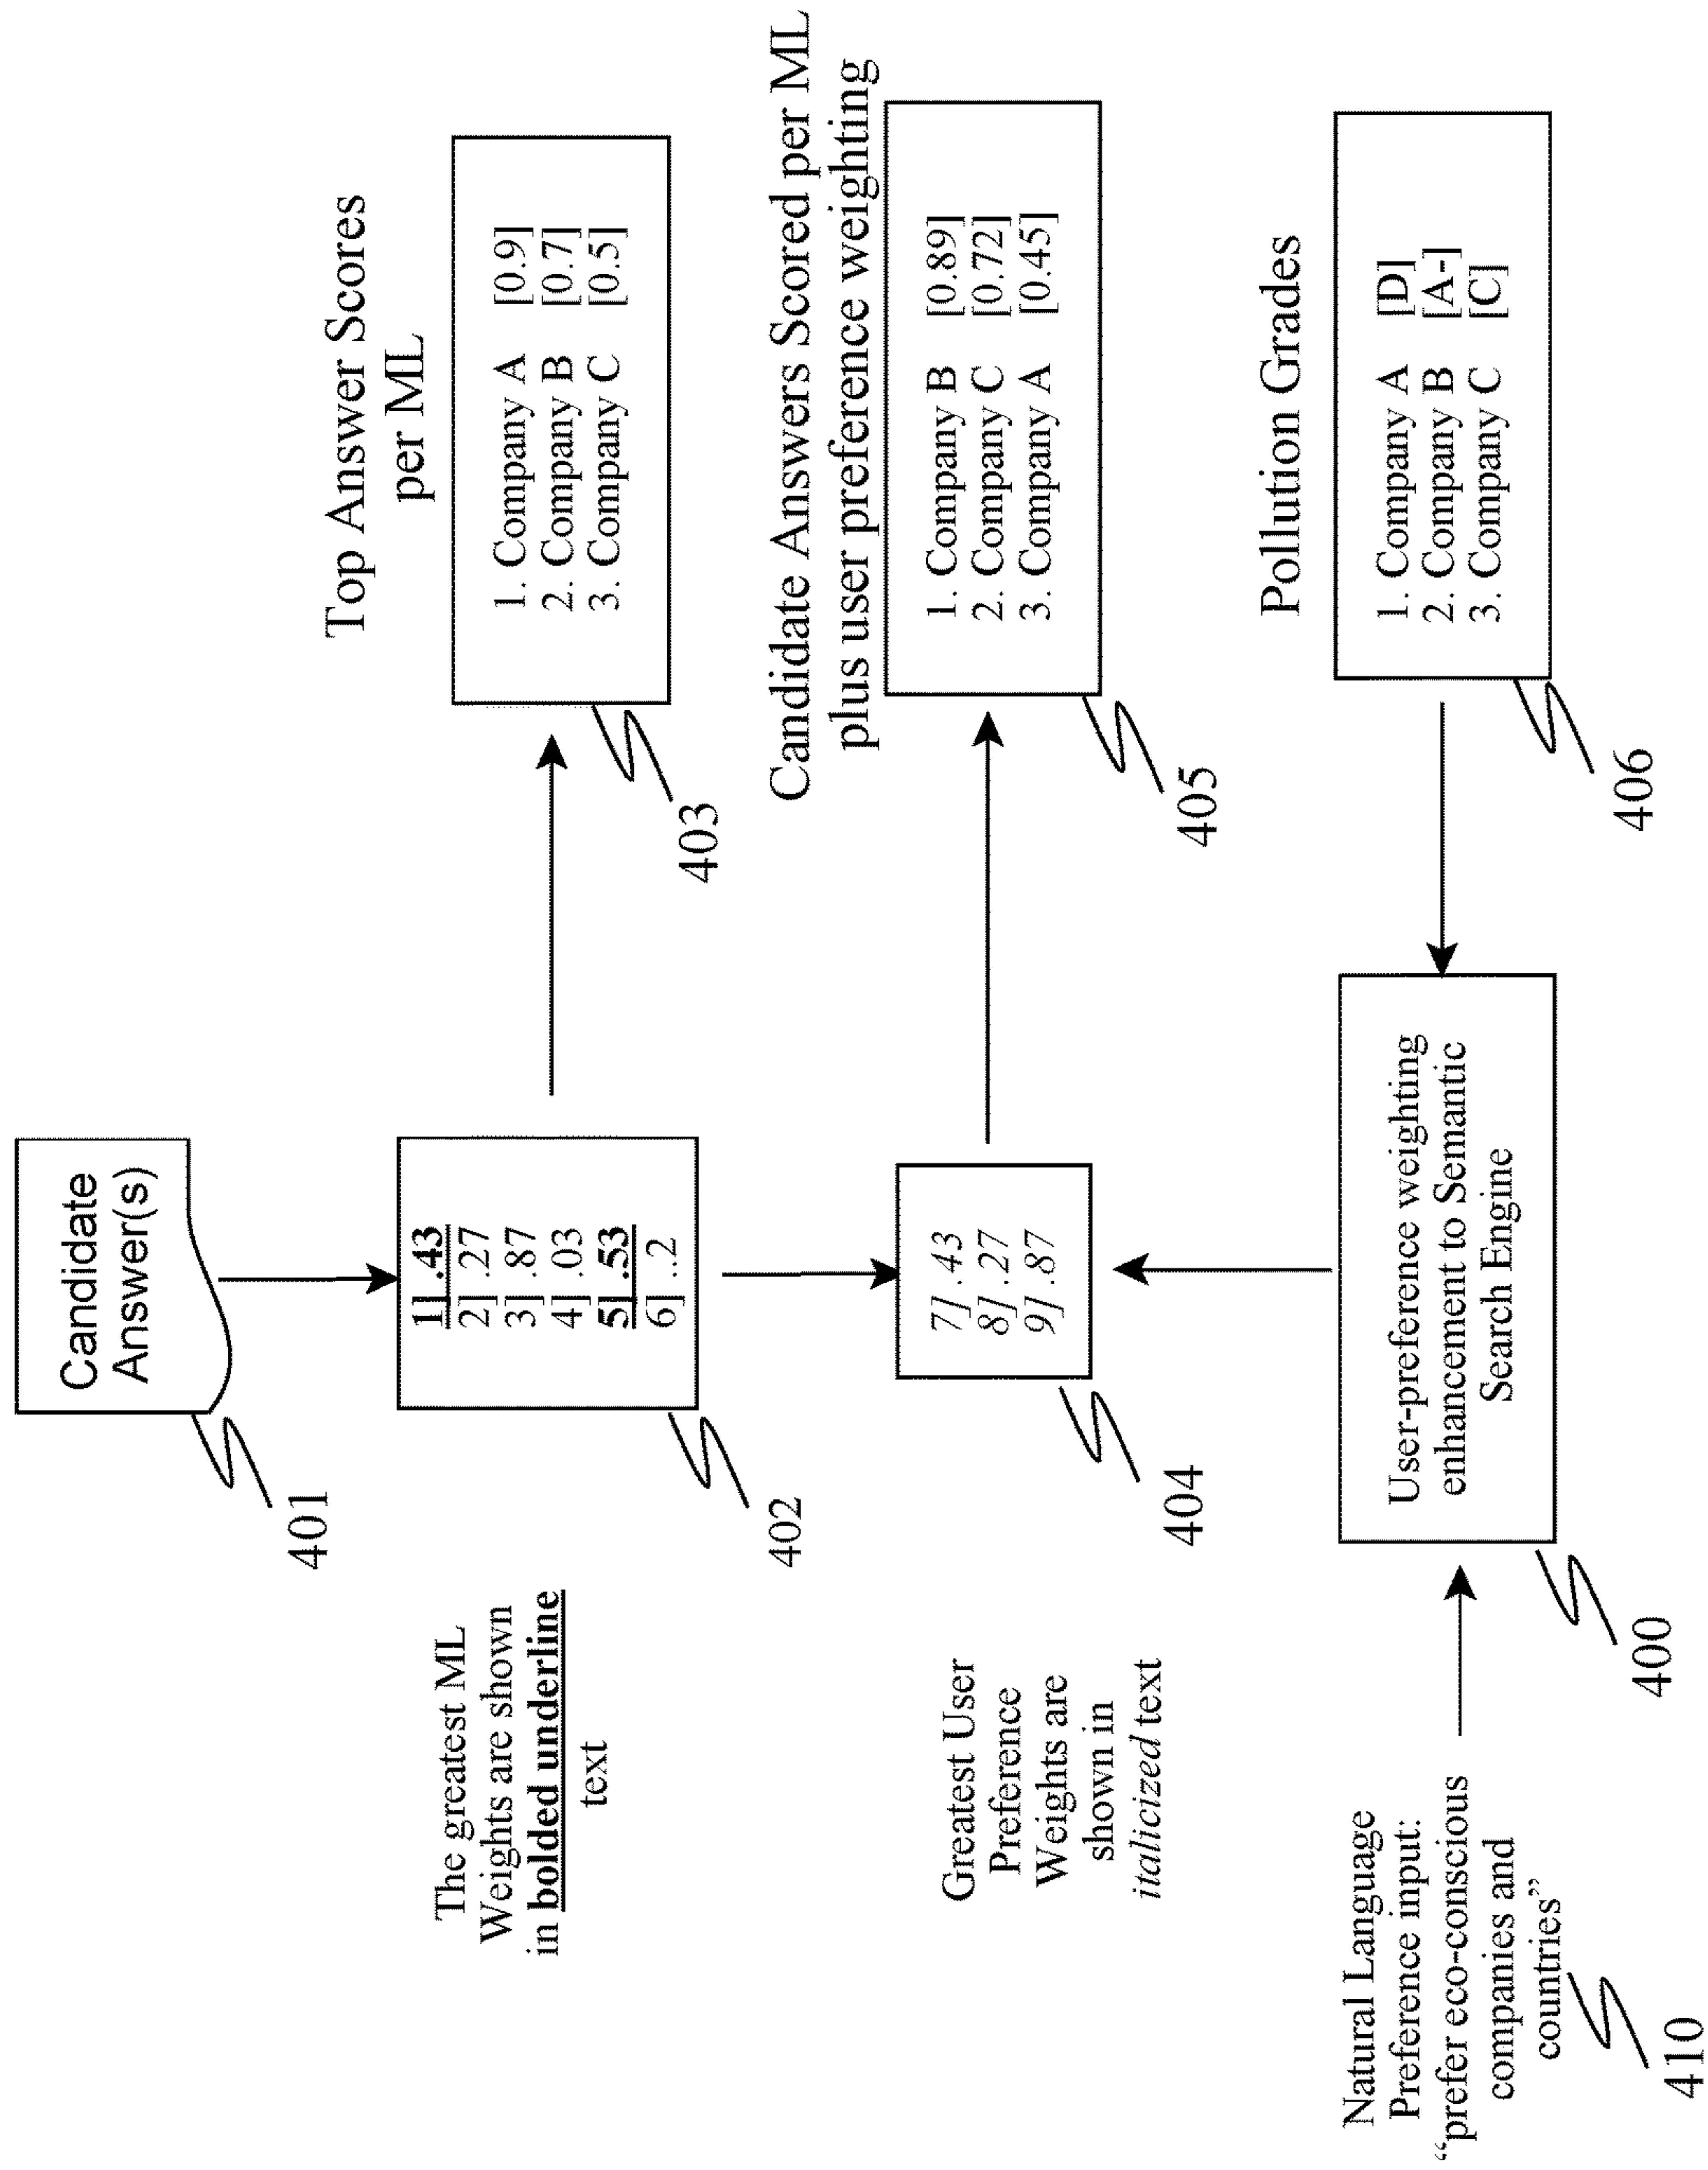 Candidate
Answer(s)
401
The greatest ML
Weights are shown
in bolded underline
text
1] .43
2] .27
3] .87
4] .03
5] .53
6] ..2
402
Top Answer Scores
per ML
1. Company A [0.9]
2. Company B [0.7]
3. Company C [0.5]
403
Greatest User
Preference
Weights are
shown in
italicized text
7] .43
8] .27
9] .87
404
Candidate Answers Scored per ML
plus user preference weighting
1. Company B [0.89]
2. Company C [0.72]
3. Company A [0.45]
405
Natural Language
Preference input:
“prefer eco-conscious
companies and
countries”
410
User-preference weighting
enhancement to Semantic
Search Engine
400
Pollution Grades
1. Company A [D]
2. Company B [A-]
3. Company C [C]
406